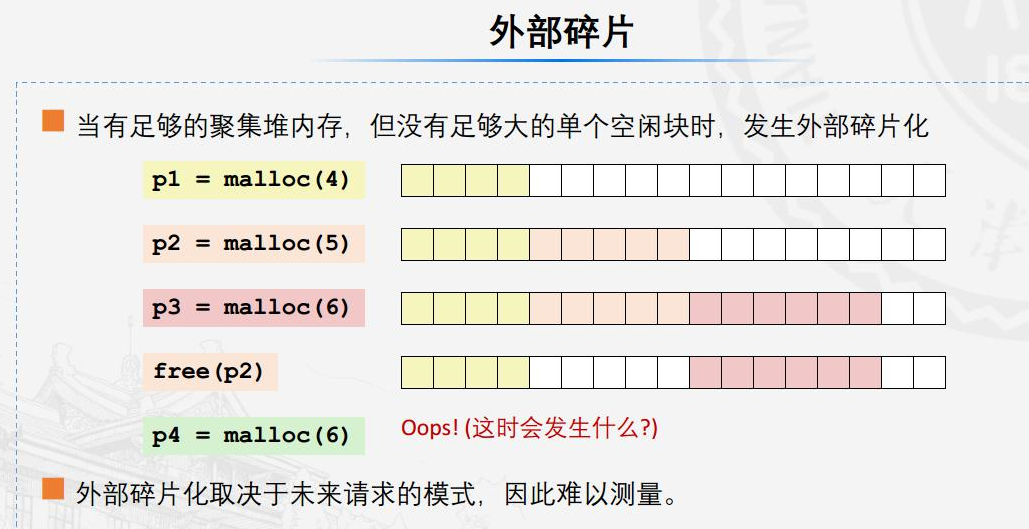 外部碎片
当有足够的聚集堆内存，但没有足够大的单个空闲块时，发生外部碎片化
p1 = malloc(4)
p2 = malloc(5)
p3 = malloc(6)
free(p2)
p4 = malloc(6)
Oops! (这时会发生什么?)
外部碎片化取决于未来请求的模式，因此难以测量。